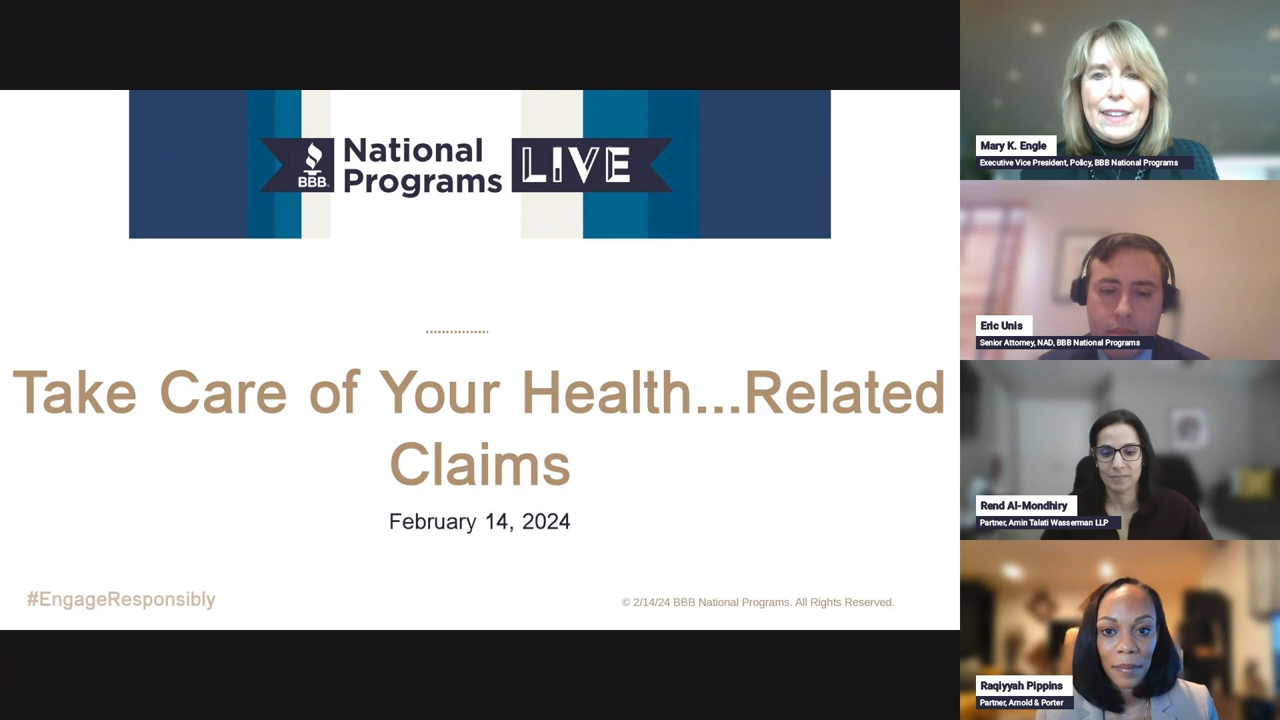 BBB
National
Programs
LIVE
Take Care of Your Health...Related
Claims
February 14, 2024
#EngageResponsibly
© 2/14/24 BBB National Programs. All Rights Reserved.
Mary K. Engle
Executive Vice President, Policy, BBB National Programs
Eric Unis
Senior Attorney, NAD, BBB National Programs
Rend Al-Mondhiry
Partner, Amin Talati Wasserman LLP
Raqiyyah Pippins
Partner, Arnold & Porter